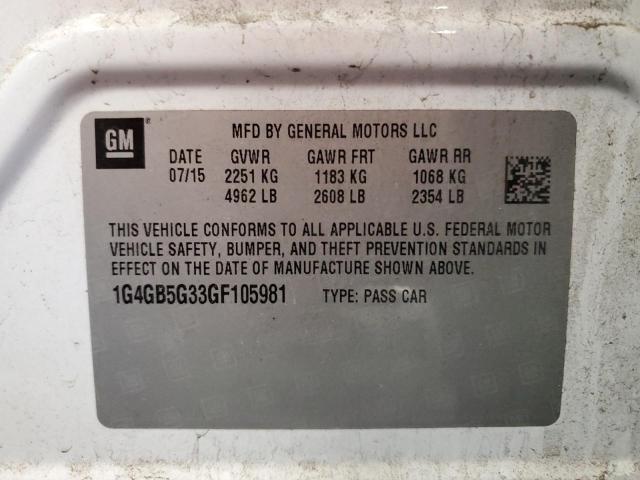 GM ®
MFD BY GENERAL MOTORS LLC
DATE GVWR GAWR FRT GAWR RR
07/15 2251 KG 1183 KG 1068 KG
4962 LB 2608 LB 2354 LB
THIS VEHICLE CONFORMS TO ALL APPLICABLE U.S. FEDERAL MOTOR
VEHICLE SAFETY, BUMPER, AND THEFT PREVENTION STANDARDS IN
EFFECT ON THE DATE OF MANUFACTURE SHOWN ABOVE.
1G4GB5G33GF105981 TYPE: PASS CAR